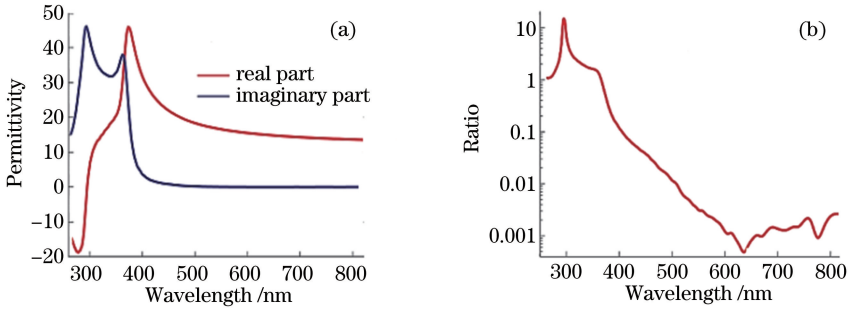 (a)
50
40
30
20
10
0
−10
−20
Permittivity
real part
imaginary part
300 400 500 600 700 800
Wavelength /nm
(b)
10
1
0.1
0.01
0.001
Ratio
300 400 500 600 700 800
Wavelength /nm